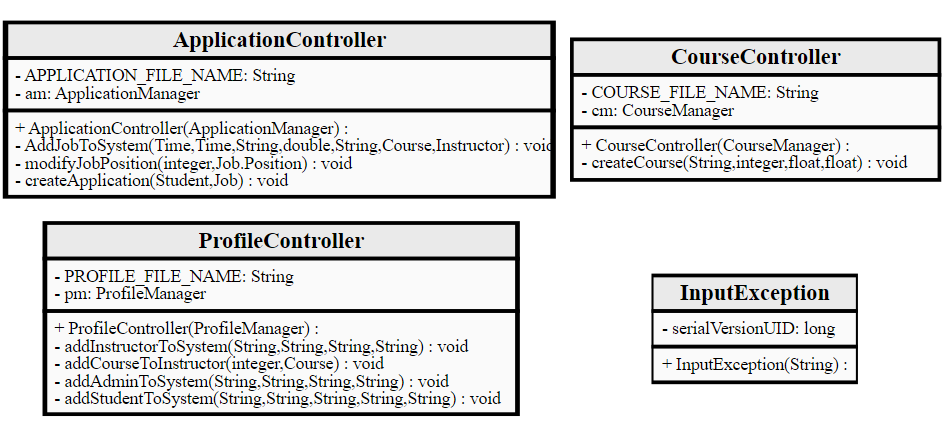 ApplicationController
- APPLICATION_FILE_NAME: String
- am: ApplicationManager
+ ApplicationController(ApplicationManager) :
- AddJobToSystem(Time,Time,String,double,String,Course,Instructor) : void
- modifyJobPosition(integer,Job.Position) : void
- createApplication(Student,Job) : void
CourseController
- COURSE_FILE_NAME: String
- cm: CourseManager
+ CourseController(CourseManager) :
- createCourse(String,integer,float,float) : void
ProfileController
- PROFILE_FILE_NAME: String
- pm: ProfileManager
+ ProfileController(ProfileManager) :
- addInstructorToSystem(String,String,String,String) : void
- addCourseToInstructor(integer,Course) : void
- addAdminToSystem(String,String,String,String) : void
- addStudentToSystem(String,String,String,String,String) : void
InputException
- serialVersionUID: long
+ InputException(String) :